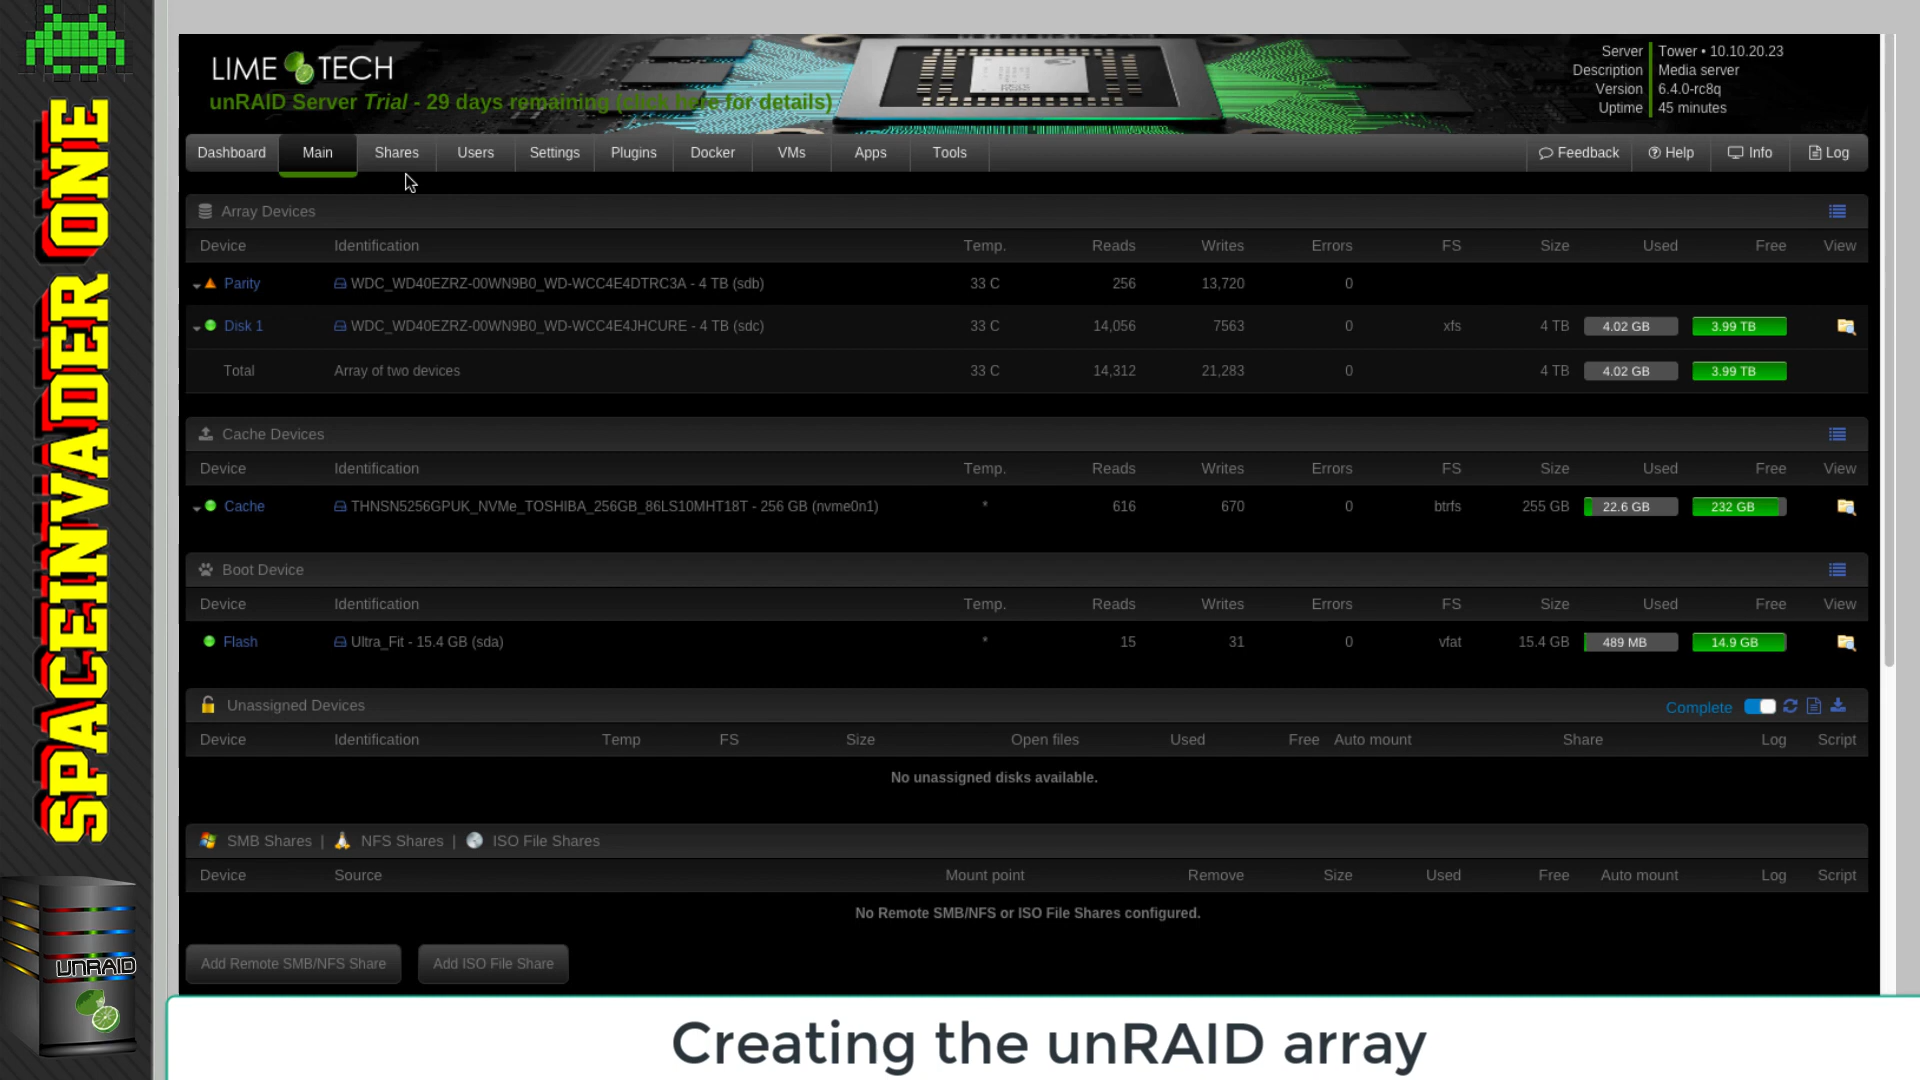 SPACEINVADER ONE
UNRAID
LIME TECH
unRAID Server Trial - 29 days remaining (click here for details)
Server Tower • 10.10.20.23
Description Media server
Version 6.4.0-rc8q
Uptime 45 minutes
Dashboard Main Shares Users Settings Plugins Docker VMs Apps Tools Feedback Help Info Log
Array Devices
Device Identification Temp. Reads Writes Errors FS Size Used Free View
Parity WDC_WD40EZRZ-00WN9B0_WD-WCC4E4DTRC3A - 4 TB (sdb) 33 C 256 13,720 0
Disk 1 WDC_WD40EZRZ-00WN9B0_WD-WCC4E4JHCURE - 4 TB (sdc) 33 C 14,056 7563 0 xfs 4 TB 4.02 GB 3.99 TB
Total Array of two devices 33 C 14,312 21,283 0 4 TB 4.02 GB 3.99 TB
Cache Devices
Device Identification Temp. Reads Writes Errors FS Size Used Free View
Cache THNSN5256GPUK_NVMe_TOSHIBA_256GB_86LS10MHT18T - 256 GB (nvme0n1) * 616 670 0 btrfs 255 GB 22.6 GB 232 GB
Boot Device
Device Identification Temp. Reads Writes Errors FS Size Used Free View
Flash Ultra_Fit - 15.4 GB (sda) * 15 31 0 vfat 15.4 GB 489 MB 14.9 GB
Unassigned Devices Complete
Device Identification Temp FS Size Open files Used Free Auto mount Share Log Script
No unassigned disks available.
SMB Shares | NFS Shares | ISO File Shares
Device Source Mount point Remove Size Used Free Auto mount Log Script
No Remote SMB/NFS or ISO File Shares configured.
Add Remote SMB/NFS Share Add ISO File Share
Creating the unRAID array